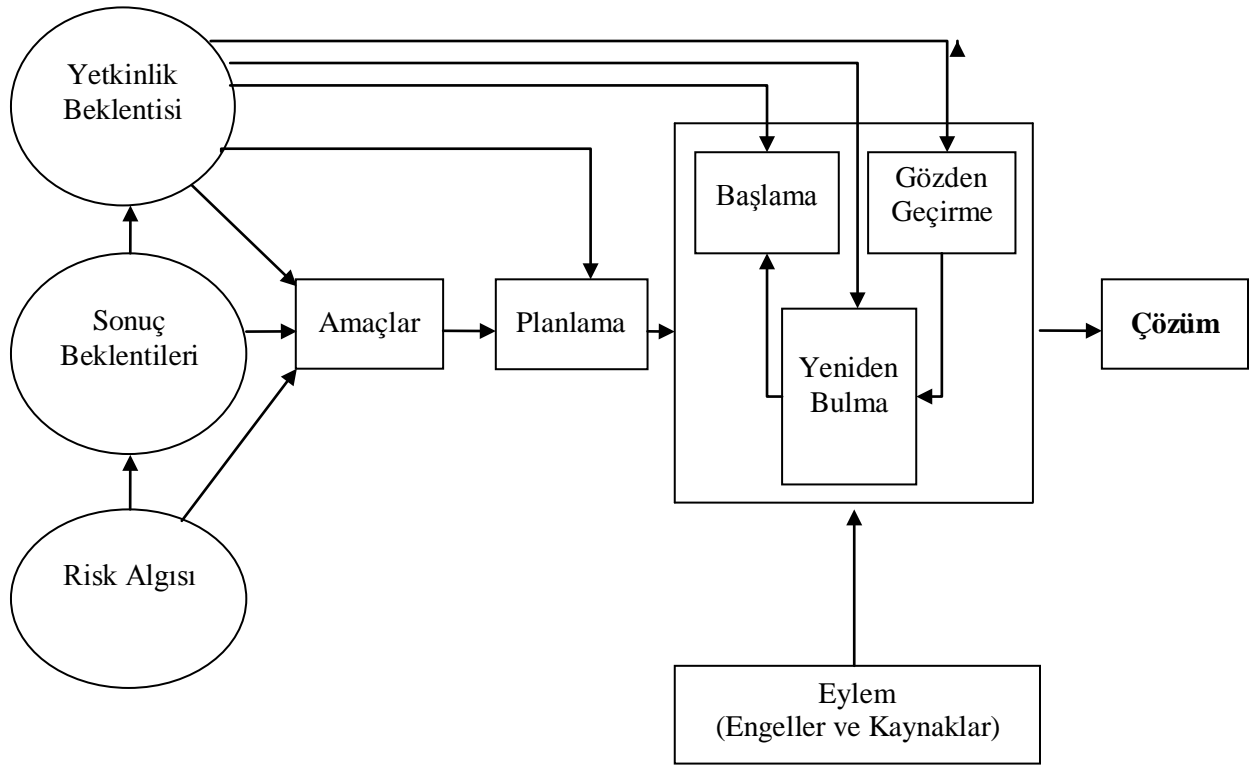 Yetkinlik
Beklentisi
Sonuç
Beklentileri
Risk Algısı
Amaçlar
Planlama
Başlama
Gözden
Geçirme
Yeniden
Bulma
Çözüm
Eylem
(Engeller ve Kaynaklar)